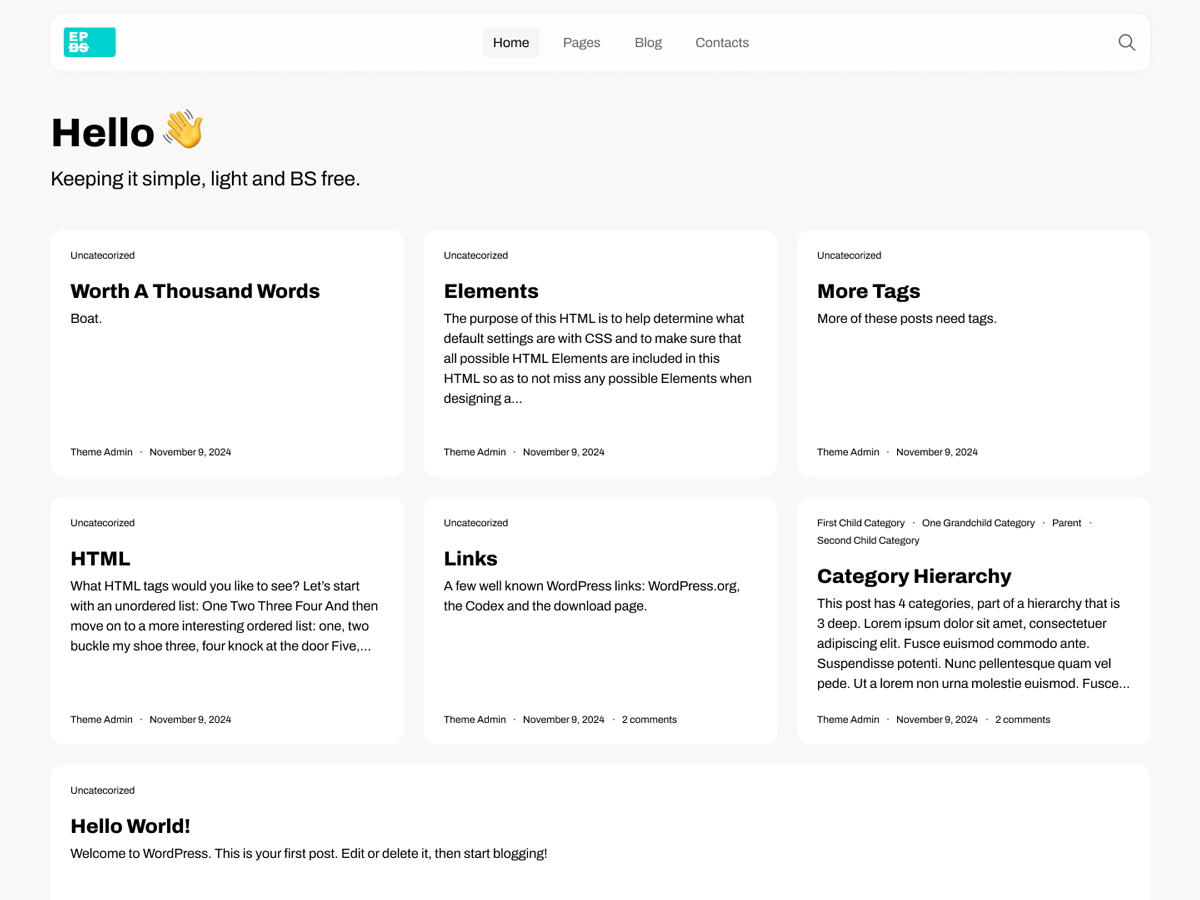 EP
BS
Home Pages Blog Contacts
Hello 👋
Keeping it simple, light and BS free.
Uncatecorized
Worth A Thousand Words
Boat.
Theme Admin · November 9, 2024
Uncatecorized
Elements
The purpose of this HTML is to help determine what
default settings are with CSS and to make sure that
all possible HTML Elements are included in this
HTML so as to not miss any possible Elements when
designing a…
Theme Admin · November 9, 2024
Uncatecorized
More Tags
More of these posts need tags.
Theme Admin · November 9, 2024
Uncatecorized
HTML
What HTML tags would you like to see? Let’s start
with an unordered list: One Two Three Four And then
move on to a more interesting ordered list: one, two
buckle my shoe three, four knock at the door Five,…
Theme Admin · November 9, 2024
Uncatecorized
Links
A few well known WordPress links: WordPress.org,
the Codex and the download page.
Theme Admin · November 9, 2024 · 2 comments
First Child Category · One Grandchild Category · Parent ·
Second Child Category
Category Hierarchy
This post has 4 categories, part of a hierarchy that is
3 deep. Lorem ipsum dolor sit amet, consectetuer
adipiscing elit. Fusce euismod commodo ante.
Suspendisse potenti. Nunc pellentesque quam vel
pede. Ut a lorem non urna molestie euismod. Fusce…
Theme Admin · November 9, 2024 · 2 comments
Uncatecorized
Hello World!
Welcome to WordPress. This is your first post. Edit or delete it, then start blogging!